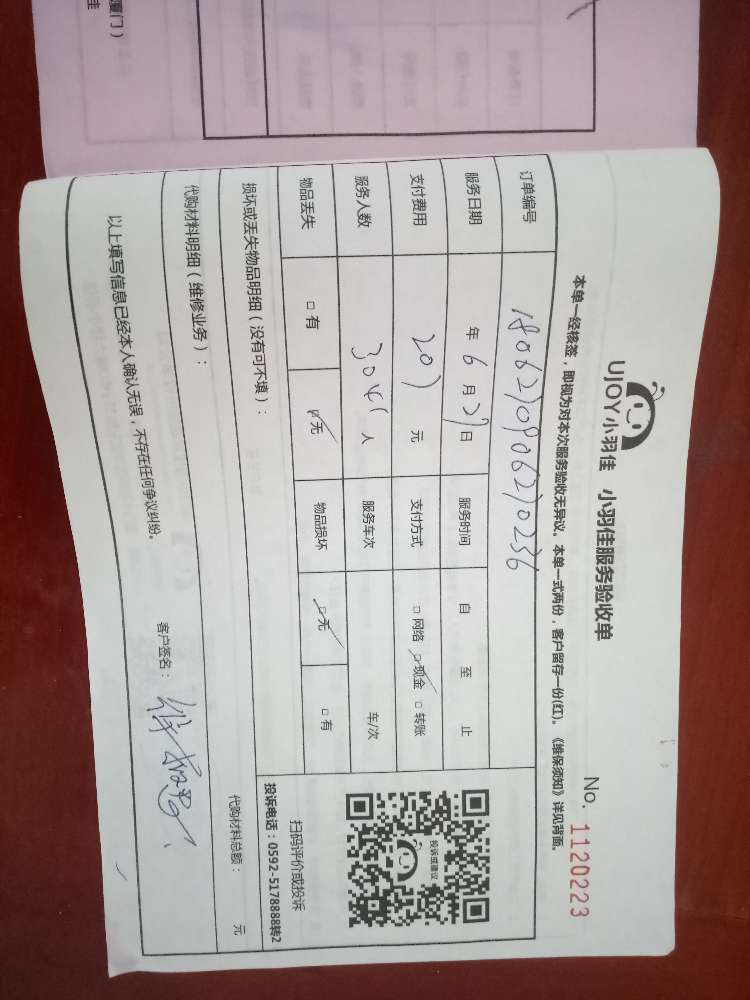 厦门）
佳
UJOY小羽佳 小羽佳服务验收单
No. 1120223
本单一经核签，即视为对本次服务验收无异议。本单一式两份，客户留存一份(红)。《维保须知》详见背面。
订单编号
服务日期 年 6 月 29 日 服务时间 自 至 止
支付费用 元 支付方式 □ 网络 ☑ 现金 □ 转账
服务人数 人 服务车次 车/次
物品丢失 □ 有 ☑ 无 物品损坏 ☑ 无 □ 有
投诉或建议
扫码评价或投诉
投诉电话：0592-5178888转2
损坏或丢失物品明细（没有可不填）：
代购材料明细（维修业务）：
代购材料总额： 元
以上填写信息已经本人确认无误，不存在任何争议纠纷。
客户签名：